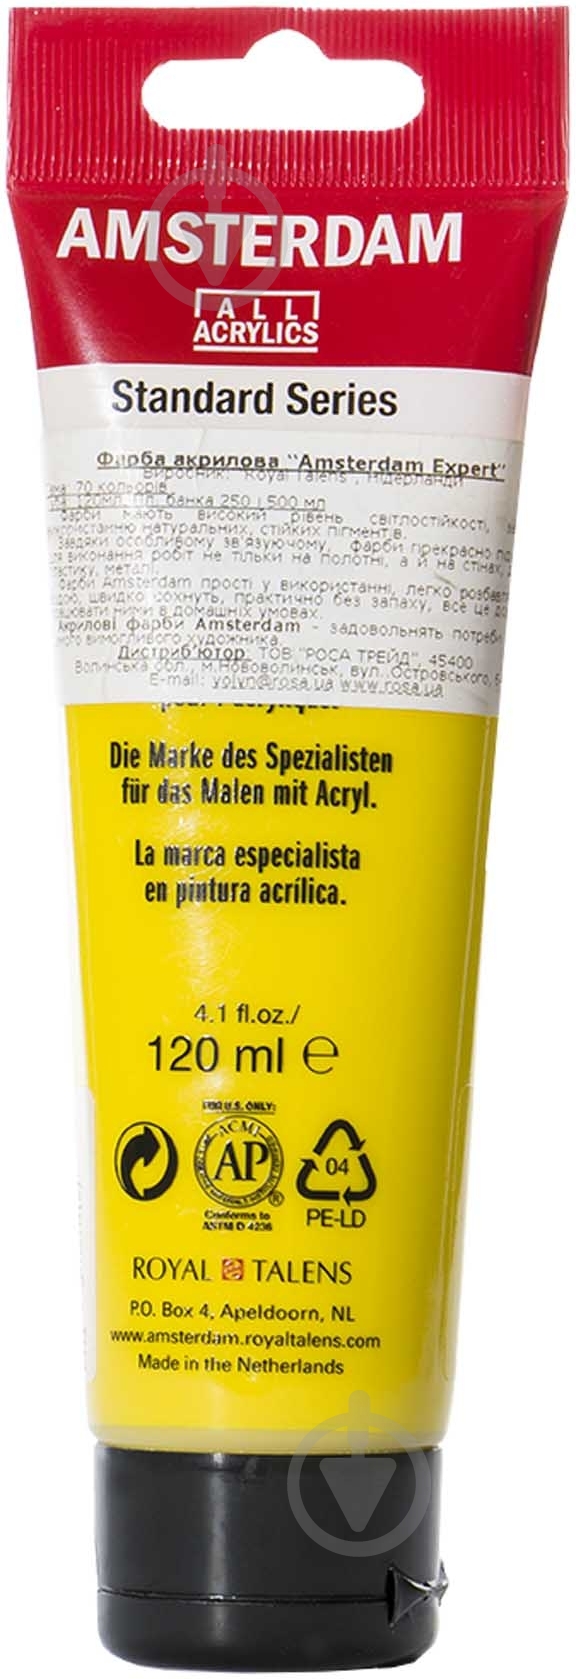 AMSTERDAM
ALL
ACRYLICS
Standard Series
Фарба акрилова "Amsterdam Expert"
Виросник: "Royal Talens", Нідерланди
70 кольорів
120мл, банка 250 і 500 мл
фарби мають високий рівень світлостійкості,
натуральних, стійких пігментів.
Завдяки особливому зв'язуючому, фарби прекрасно
виконання робіт не тільки на полотні, а й на стінах,
металі.
Фарби Amsterdam прості у використанні, легко
швидко сохнуть, практично без запаху, все це
ними в домашніх умовах.
Акрилові фарби Amsterdam - задовольнять потреби
вимогливого художника.
Дистриб'ютор: ТОВ "РОСА ТРЕЙД", 45400
Волинська обл., м.Нововолинськ, вул. Островського,
E-mail: volyn@rosa.ua www.rosa.ua
Die Marke des Spezialisten
für das Malen mit Acryl.
La marca especialista
en pintura acrílica.
4.1 fl.oz./
120 ml ℮
FOR U.S. ONLY:
ACMI
AP
®
Conforms to
ASTM D 4236
04
PE-LD
ROYAL TALENS
P.O. Box 4, Apeldoorn, NL
www.amsterdam.royaltalens.com
Made in the Netherlands